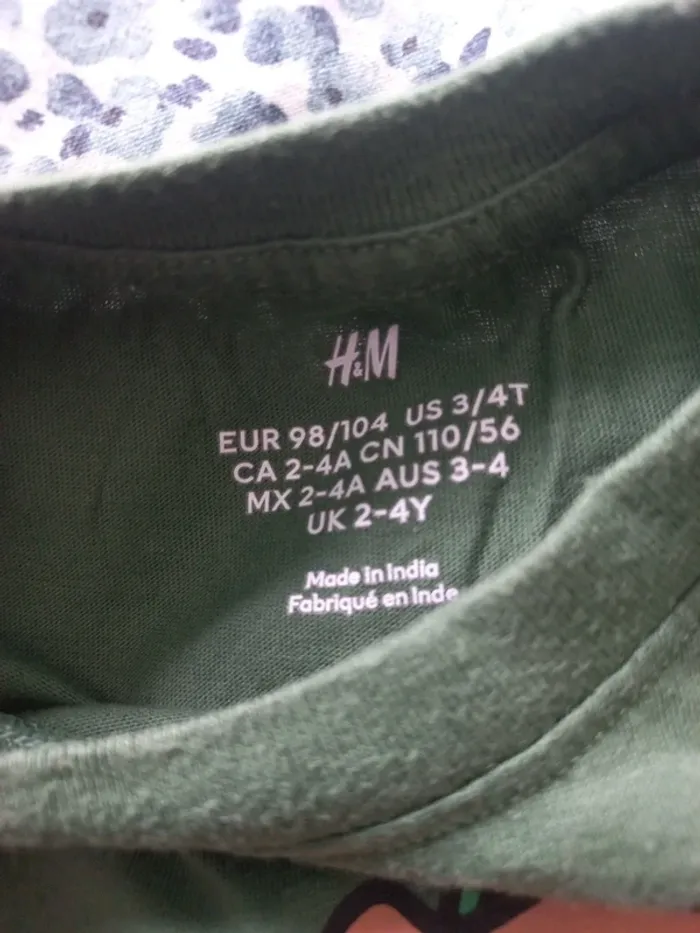 H&M
EUR 98/104 US 3/4T
CA 2-4A CN 110/56
MX 2-4A AUS 3-4
UK 2-4Y
Made in India
Fabriqué en Inde